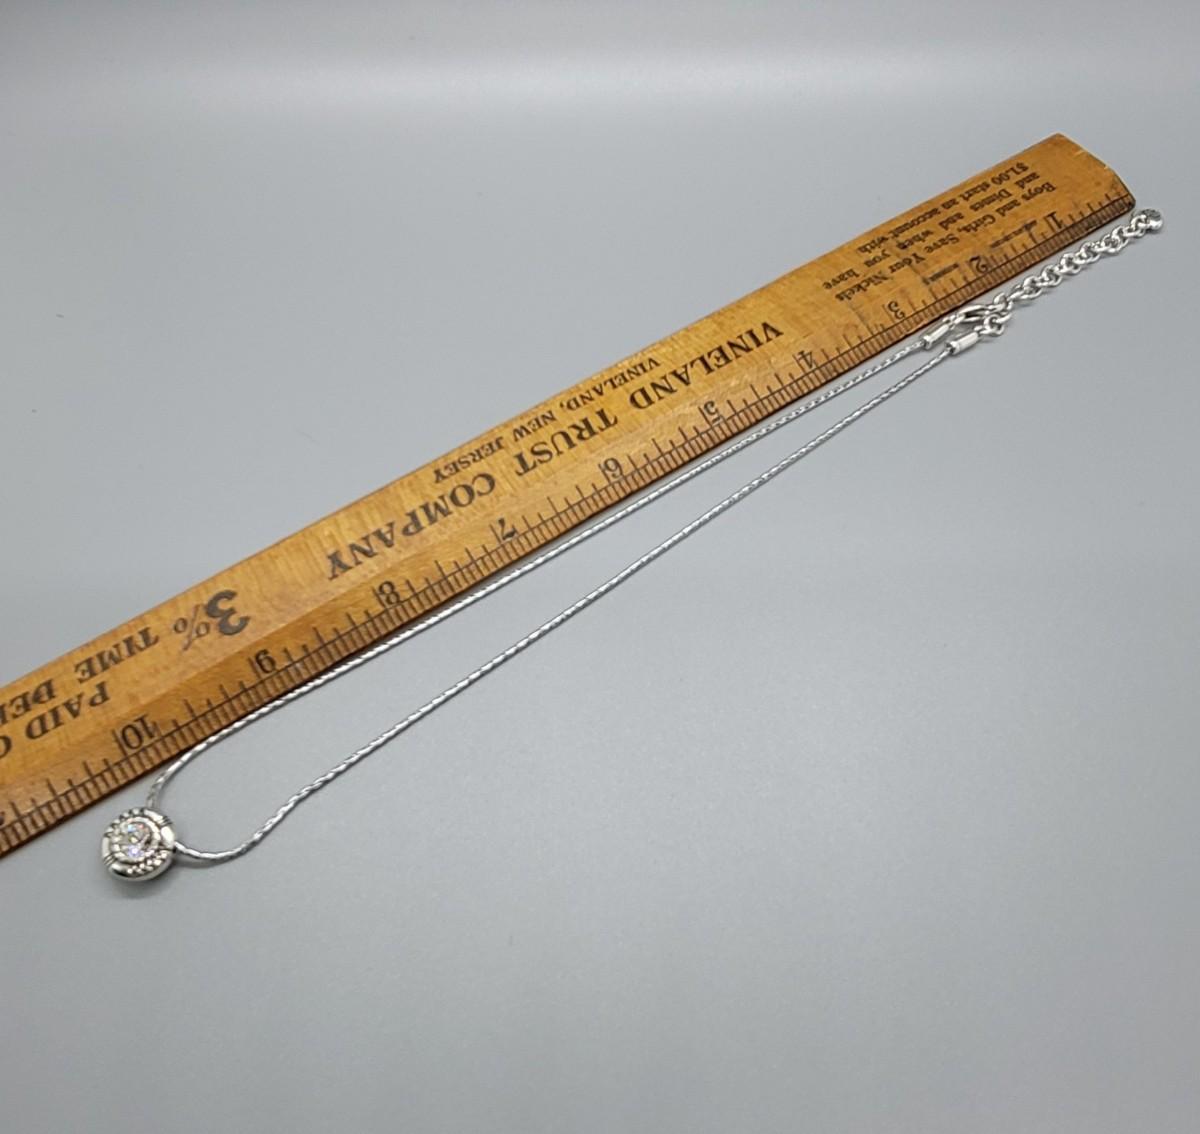 Boys and Girls, Save Your Nickels
and Dimes and when you have
$1.00 start an account with
VINELAND TRUST COMPANY
VINELAND, NEW JERSEY
3%
PAID
TIME
1 2 3 4 5 6 7 8 9 10